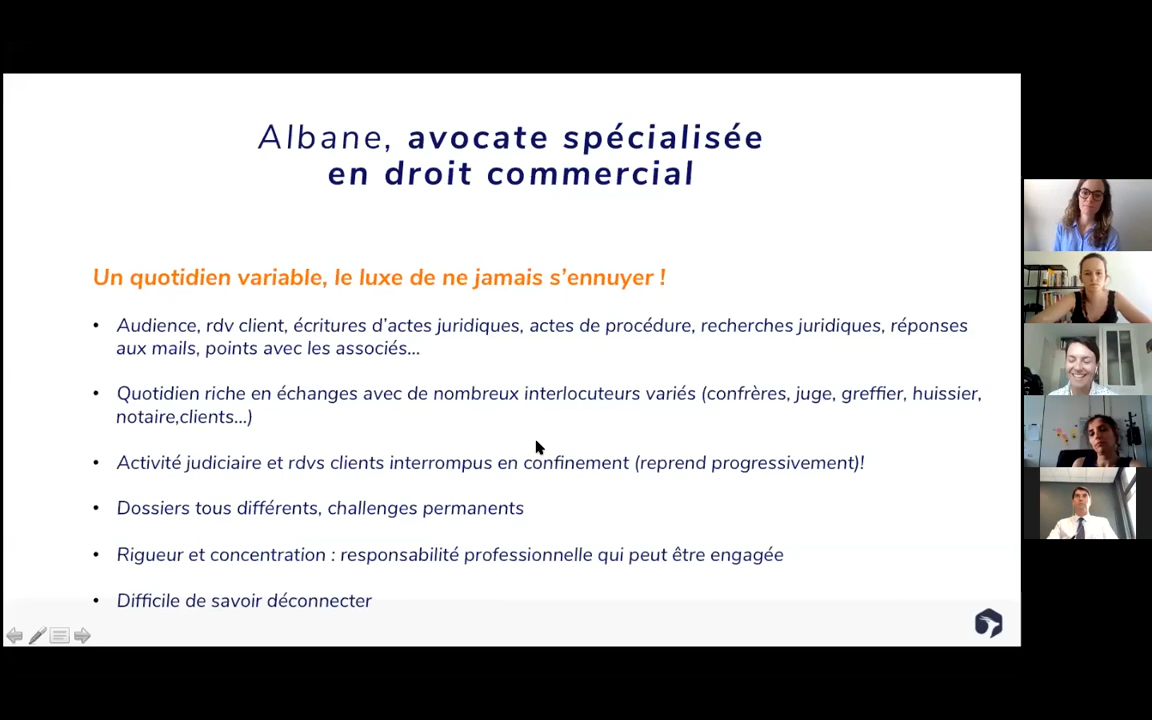 Albane, avocate spécialisée
en droit commercial
Un quotidien variable, le luxe de ne jamais s’ennuyer !
• Audience, rdv client, écritures d’actes juridiques, actes de procédure, recherches juridiques, réponses
aux mails, points avec les associés...
• Quotidien riche en échanges avec de nombreux interlocuteurs variés (confrères, juge, greffier, huissier,
notaire,clients...)
• Activité judiciaire et rdvs clients interrompus en confinement (reprend progressivement)!
• Dossiers tous différents, challenges permanents
• Rigueur et concentration : responsabilité professionnelle qui peut être engagée
• Difficile de savoir déconnecter